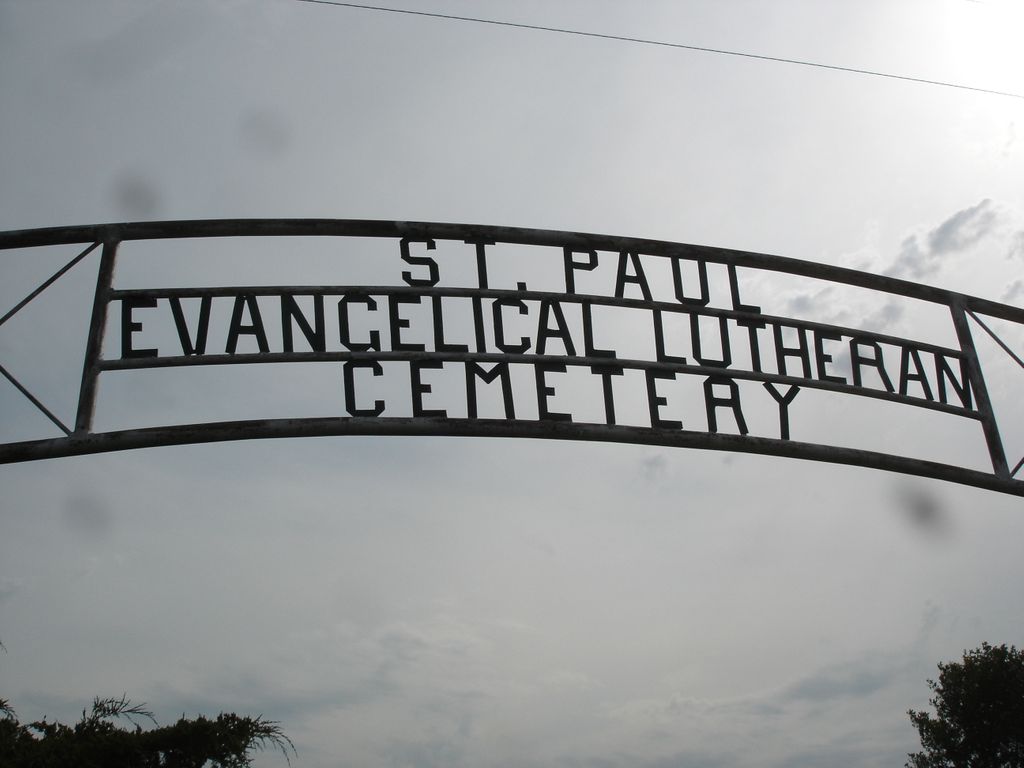 ST. PAUL
EVANGELICAL LUTHERAN
CEMETERY